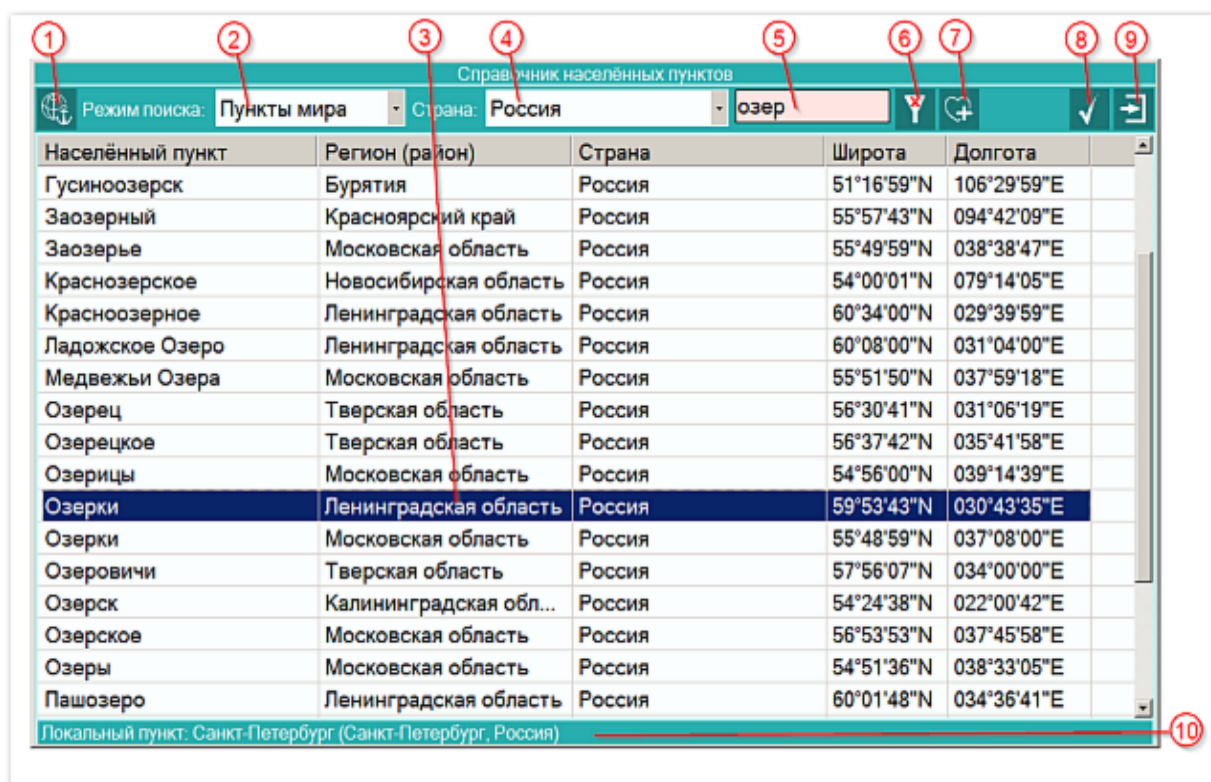 1 2 3 4 5 6 7 8 9
Справочник населённых пунктов
Режим поиска: Пункты мира Страна: Россия озер
Населённый пункт Регион (район) Страна Широта Долгота
Гусиноозерск Бурятия Россия 51°16'59"N 106°29'59"E
Заозерный Красноярский край Россия 55°57'43"N 094°42'09"E
Заозерье Московская область Россия 55°49'59"N 038°38'47"E
Краснозерское Новосибирская область Россия 54°00'01"N 079°14'05"E
Красноозерное Ленинградская область Россия 60°34'00"N 029°39'59"E
Ладожское Озеро Ленинградская область Россия 60°08'00"N 031°04'00"E
Медвежьи Озера Московская область Россия 55°51'50"N 037°59'18"E
Озерец Тверская область Россия 56°30'41"N 031°06'19"E
Озерецкое Тверская область Россия 56°37'42"N 035°41'58"E
Озерицы Московская область Россия 54°56'00"N 039°14'39"E
Озерки Ленинградская область Россия 59°53'43"N 030°43'35"E
Озерки Московская область Россия 55°48'59"N 037°08'00"E
Озеровичи Тверская область Россия 57°56'07"N 034°00'00"E
Озерск Калининградская обл... Россия 54°24'38"N 022°00'42"E
Озерское Московская область Россия 56°53'53"N 037°45'58"E
Озеры Московская область Россия 54°51'36"N 038°33'05"E
Пашозеро Ленинградская область Россия 60°01'48"N 034°36'41"E
Локальный пункт: Санкт-Петербург (Санкт-Петербург, Россия) 10